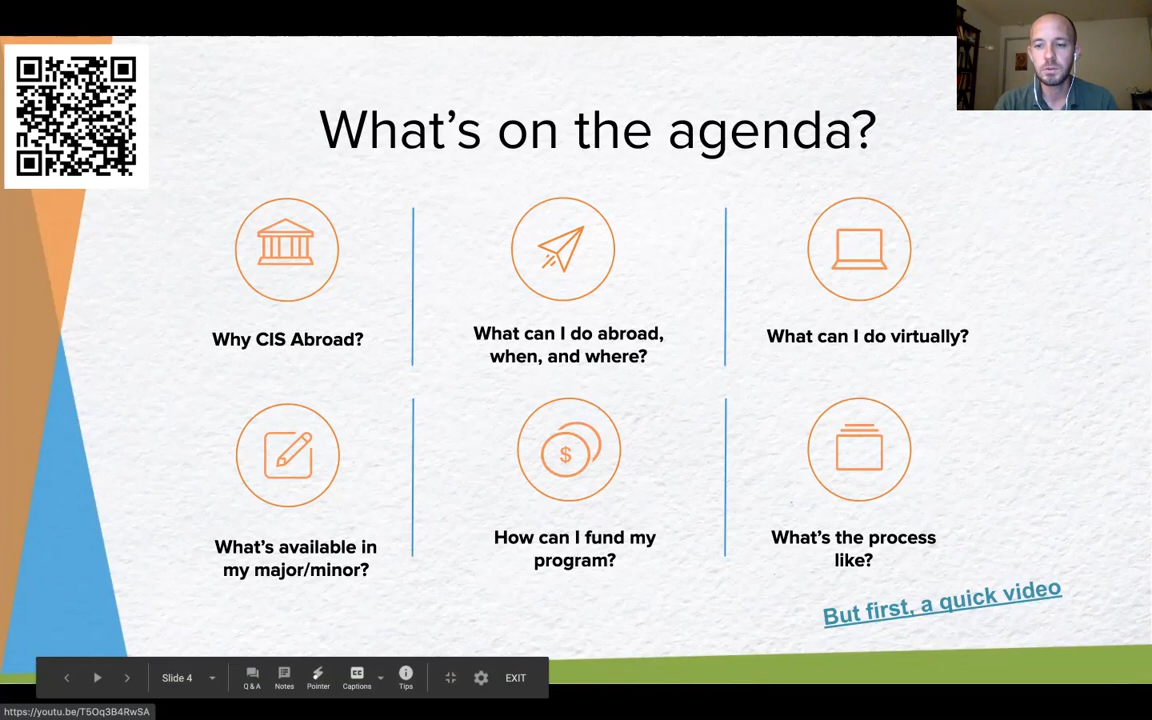 What's on the agenda?
Why CIS Abroad?
What can I do abroad,
when, and where?
What can I do virtually?
What's available in
my major/minor?
$
How can I fund my
program?
What's the process
like?
But first, a quick video
Slide 4
Q & A
Notes
Pointer
CC
Captions
Tips
EXIT
https://youtu.be/T5Oq3B4RwSA